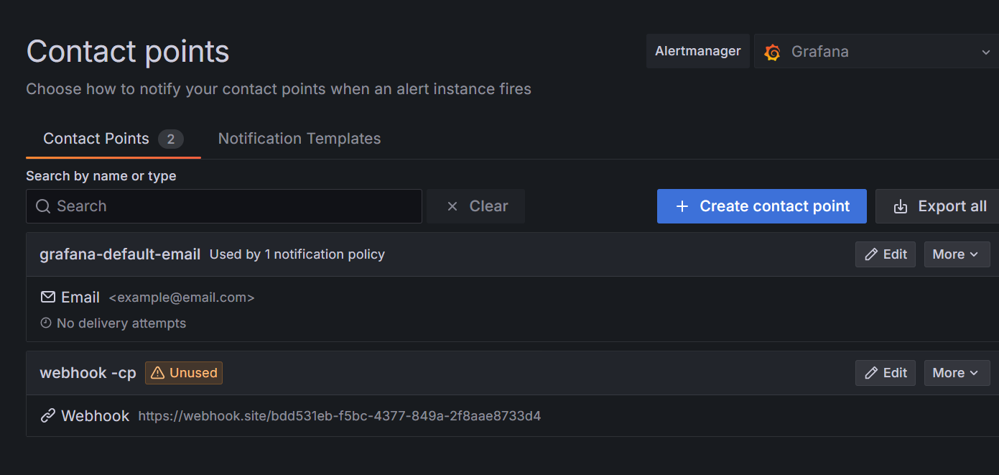 Contact points
Alertmanager
Grafana
Choose how to notify your contact points when an alert instance fires
Contact Points 2
Notification Templates
Search by name or type
Search
Clear
Create contact point
Export all
grafana-default-email Used by 1 notification policy
Edit
More
Email <example@email.com>
No delivery attempts
webhook -cp Unused
Edit
More
Webhook https://webhook.site/bdd531eb-f5bc-4377-849a-2f8aae8733d4